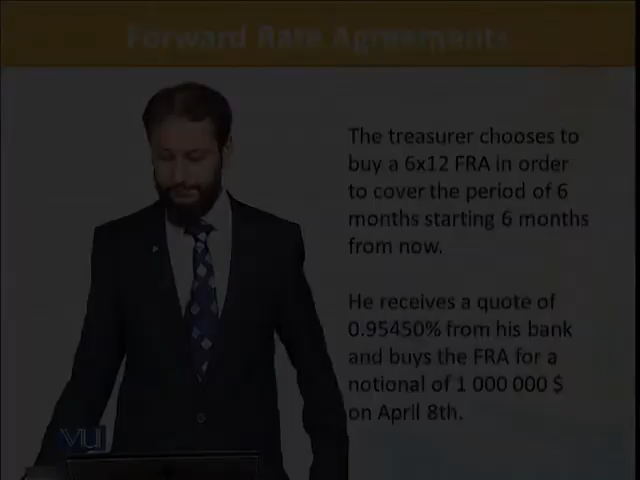 Forward Rate Agreements
The treasurer chooses to
buy a 6x12 FRA in order
to cover the period of 6
months starting 6 months
from now.
He receives a quote of
0.95450% from his bank
and buys the FRA for a
notional of 1 000 000 $
on April 8th.
VU